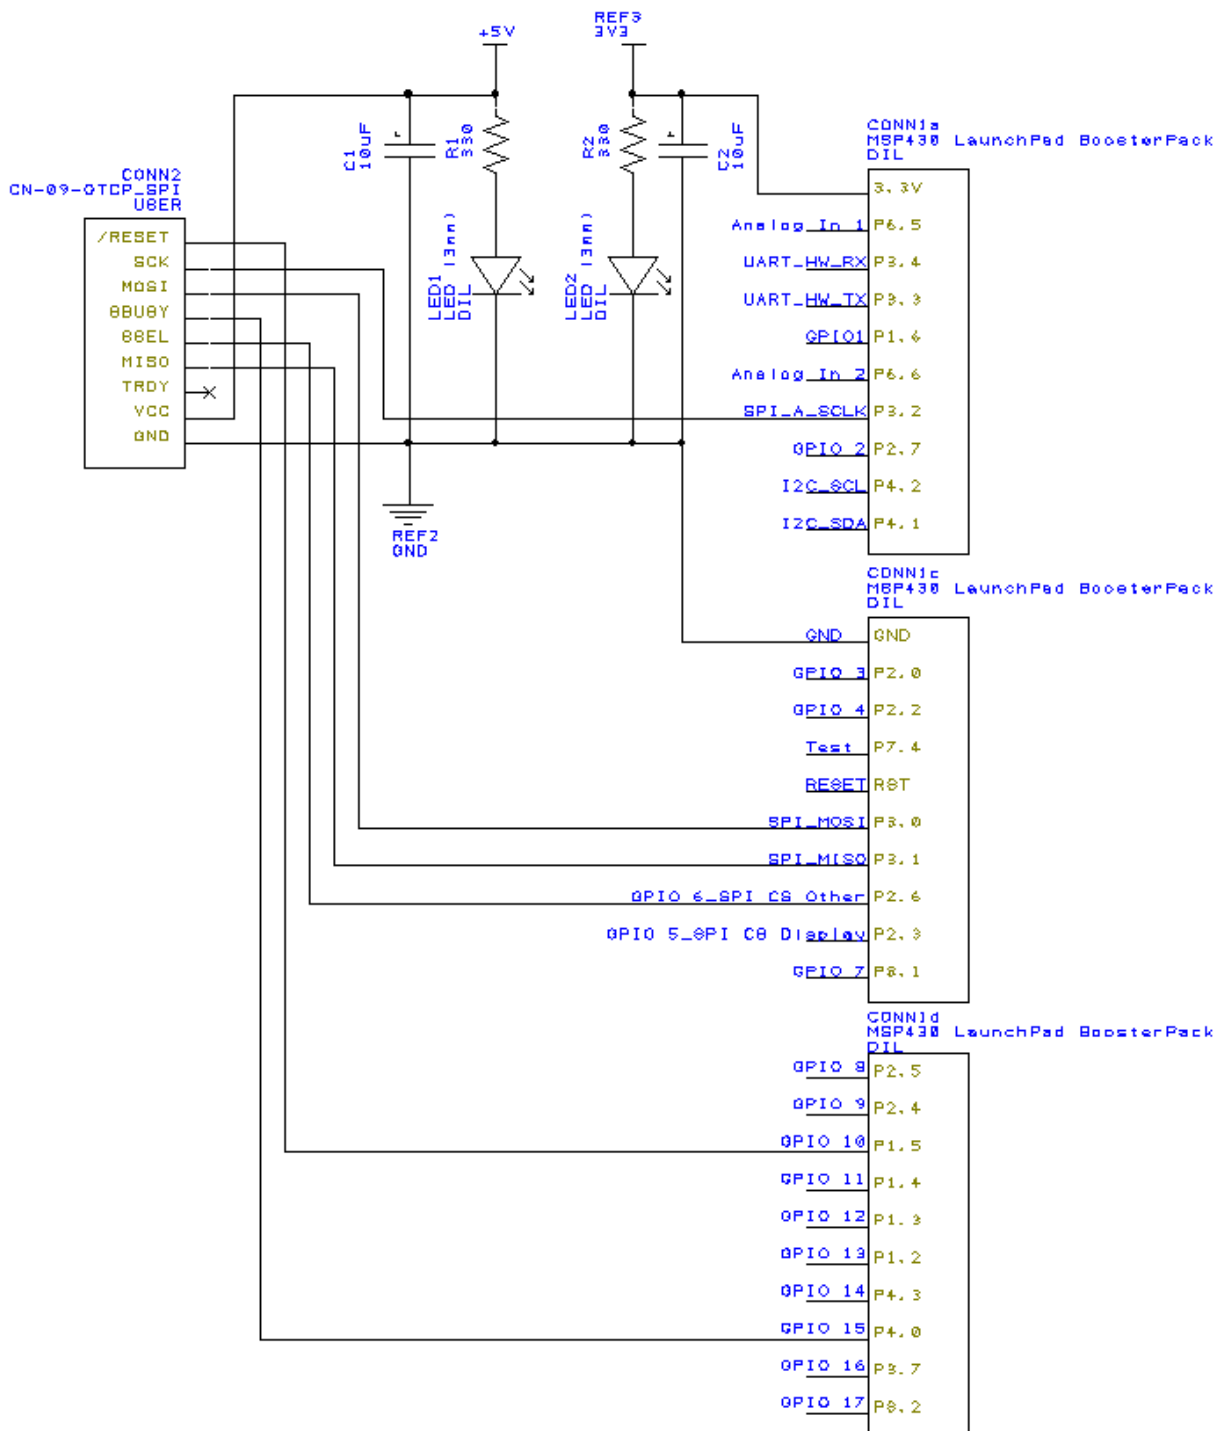 REF3
+5V
3V3
C1
10uF
R1
330
R2
330
C2
10uF
CONN1a
MSP430 LaunchPad BoosterPack
DIL
3.3V
Analog In 1 P6.5
UART_HW_RX P3.4
UART_HW_TX P3.3
GPIO1 P1.6
Analog In 2 P6.6
SPI_A_SCLK P3.2
GPIO 2 P2.7
I2C_SCL P4.2
I2C_SDA P4.1
CONN2
CN-09-QTCP_SPI
USER
/RESET
SCK
MOSI
SBUSY
SSEL
MISO
TRDY
VCC
GND
LED1
LED (3mm)
DIL
LED2
LED (3mm)
DIL
REF2
GND
CONN1c
MSP430 LaunchPad BoosterPack
DIL
GND GND
GPIO 3 P2.0
GPIO 4 P2.2
Test P7.4
RESET RST
SPI_MOSI P3.0
SPI_MISO P3.1
GPIO 6_SPI CS Other P2.6
GPIO 5_SPI CS Display P2.3
GPIO 7 P8.1
CONN1d
MSP430 LaunchPad BoosterPack
DIL
GPIO 8 P2.5
GPIO 9 P2.4
GPIO 10 P1.5
GPIO 11 P1.4
GPIO 12 P1.3
GPIO 13 P1.2
GPIO 14 P4.3
GPIO 15 P4.0
GPIO 16 P3.7
GPIO 17 P8.2